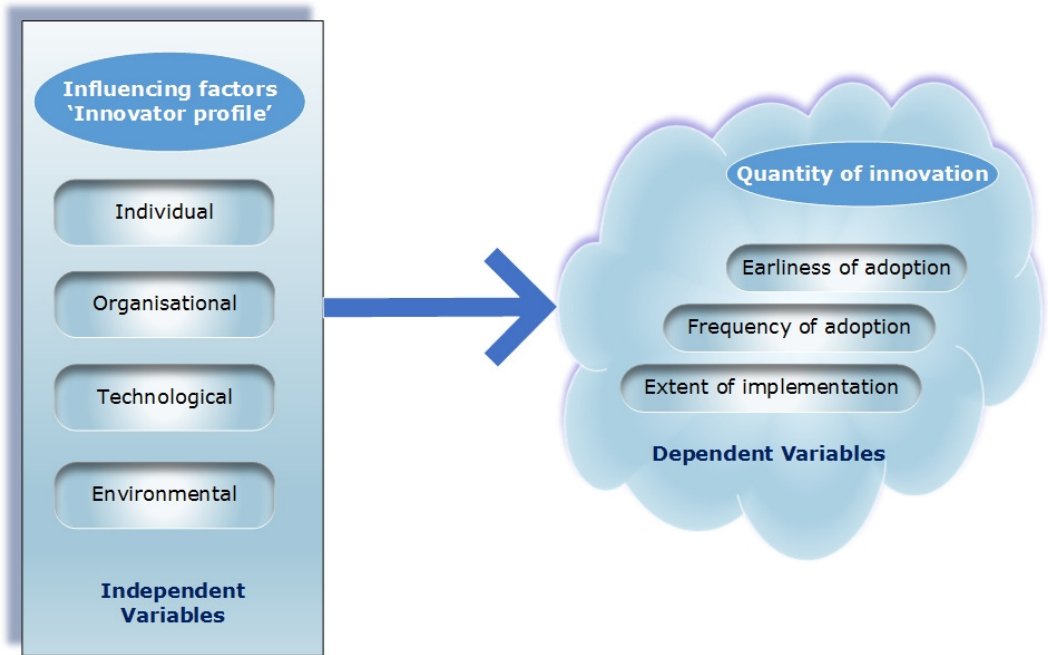 Influencing factors
‘Innovator profile’
Individual
Organisational
Technological
Environmental
Independent
Variables
Quantity of innovation
Earliness of adoption
Frequency of adoption
Extent of implementation
Dependent Variables